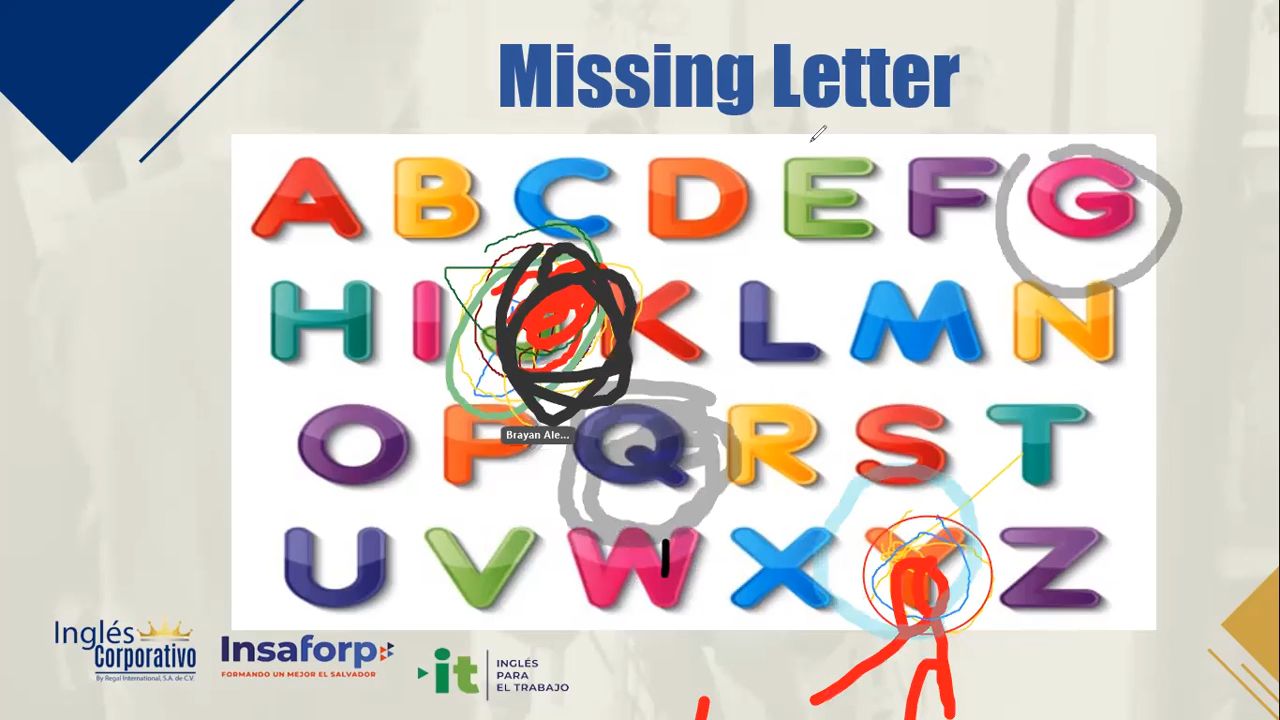 Missing Letter
A B C D E F G
H I K L M N
O P Q R S T
Brayan Ale...
U V W X Y Z
Inglés
Corporativo
By Regal International, S.A. de C.V.
Insaforp
FORMANDO UN MEJOR EL SALVADOR
it
INGLÉS
PARA
EL TRABAJO